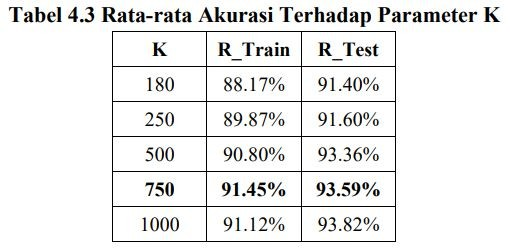 Tabel 4.3 Rata-rata Akurasi Terhadap Parameter K
K R_Train R_Test
180 88.17% 91.40%
250 89.87% 91.60%
500 90.80% 93.36%
750 91.45% 93.59%
1000 91.12% 93.82%